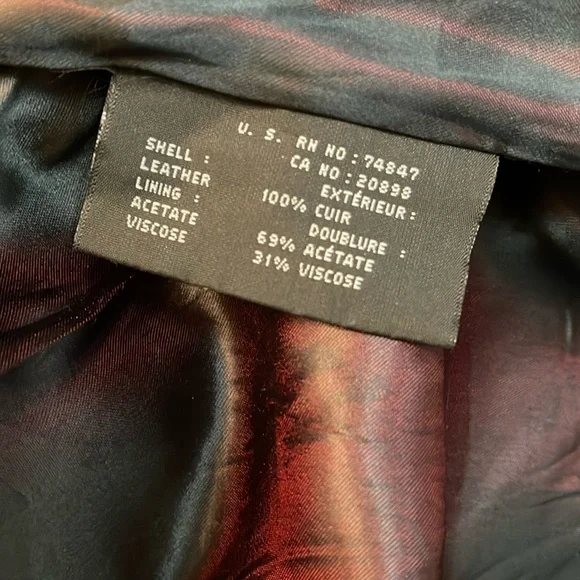 U. S. RN NO : 74847
CA NO : 20898
SHELL : EXTÉRIEUR :
LEATHER 100% CUIR
LINING : DOUBLURE :
ACETATE 69% ACÉTATE
VISCOSE 31% VISCOSE